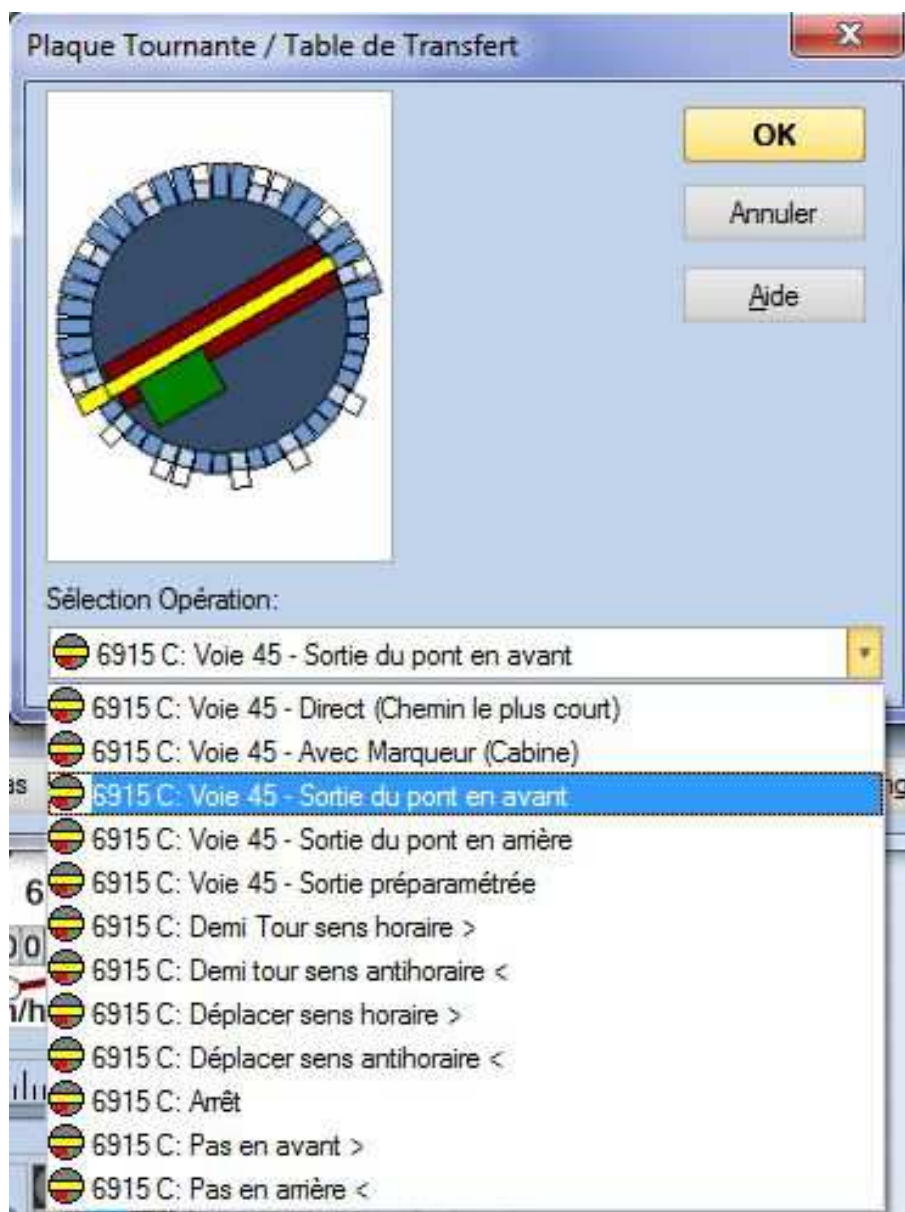 Plaque Tournante / Table de Transfert
OK
Annuler
Aide
Sélection Opération:
6915 C: Voie 45 - Sortie du pont en avant
6915 C: Voie 45 - Direct (Chemin le plus court)
6915 C: Voie 45 - Avec Marqueur (Cabine)
as
6915 C: Voie 45 - Sortie du pont en avant
6915 C: Voie 45 - Sortie du pont en arrière
6
6915 C: Voie 45 - Sortie préparamétrée
6915 C: Demi Tour sens horaire >
6915 C: Demi tour sens antihoraire <
6915 C: Déplacer sens horaire >
6915 C: Déplacer sens antihoraire <
6915 C: Arrêt
6915 C: Pas en avant >
6915 C: Pas en arrière <